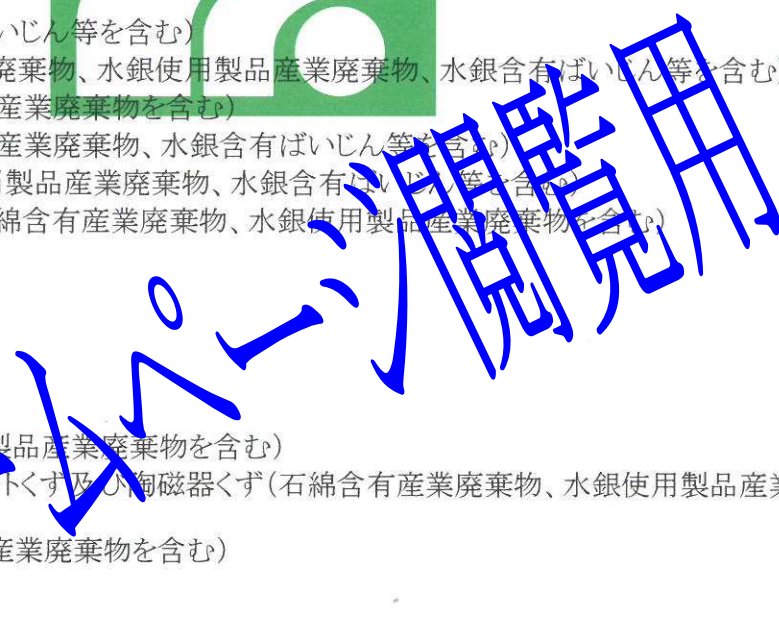 いじん等を含む)
廃棄物、水銀使用製品産業廃棄物、水銀含有ばいじん等を含む
産業廃棄物を含む)
産業廃棄物、水銀含有ばいじん等を含む)
製品産業廃棄物、水銀含有ばいじん等を含む)
綿含有産業廃棄物、水銀使用製品産業廃棄物を含む)
ムページ閲覧用
製品産業廃棄物を含む)
トくず及び陶磁器くず(石綿含有産業廃棄物、水銀使用製品産業
産業廃棄物を含む)